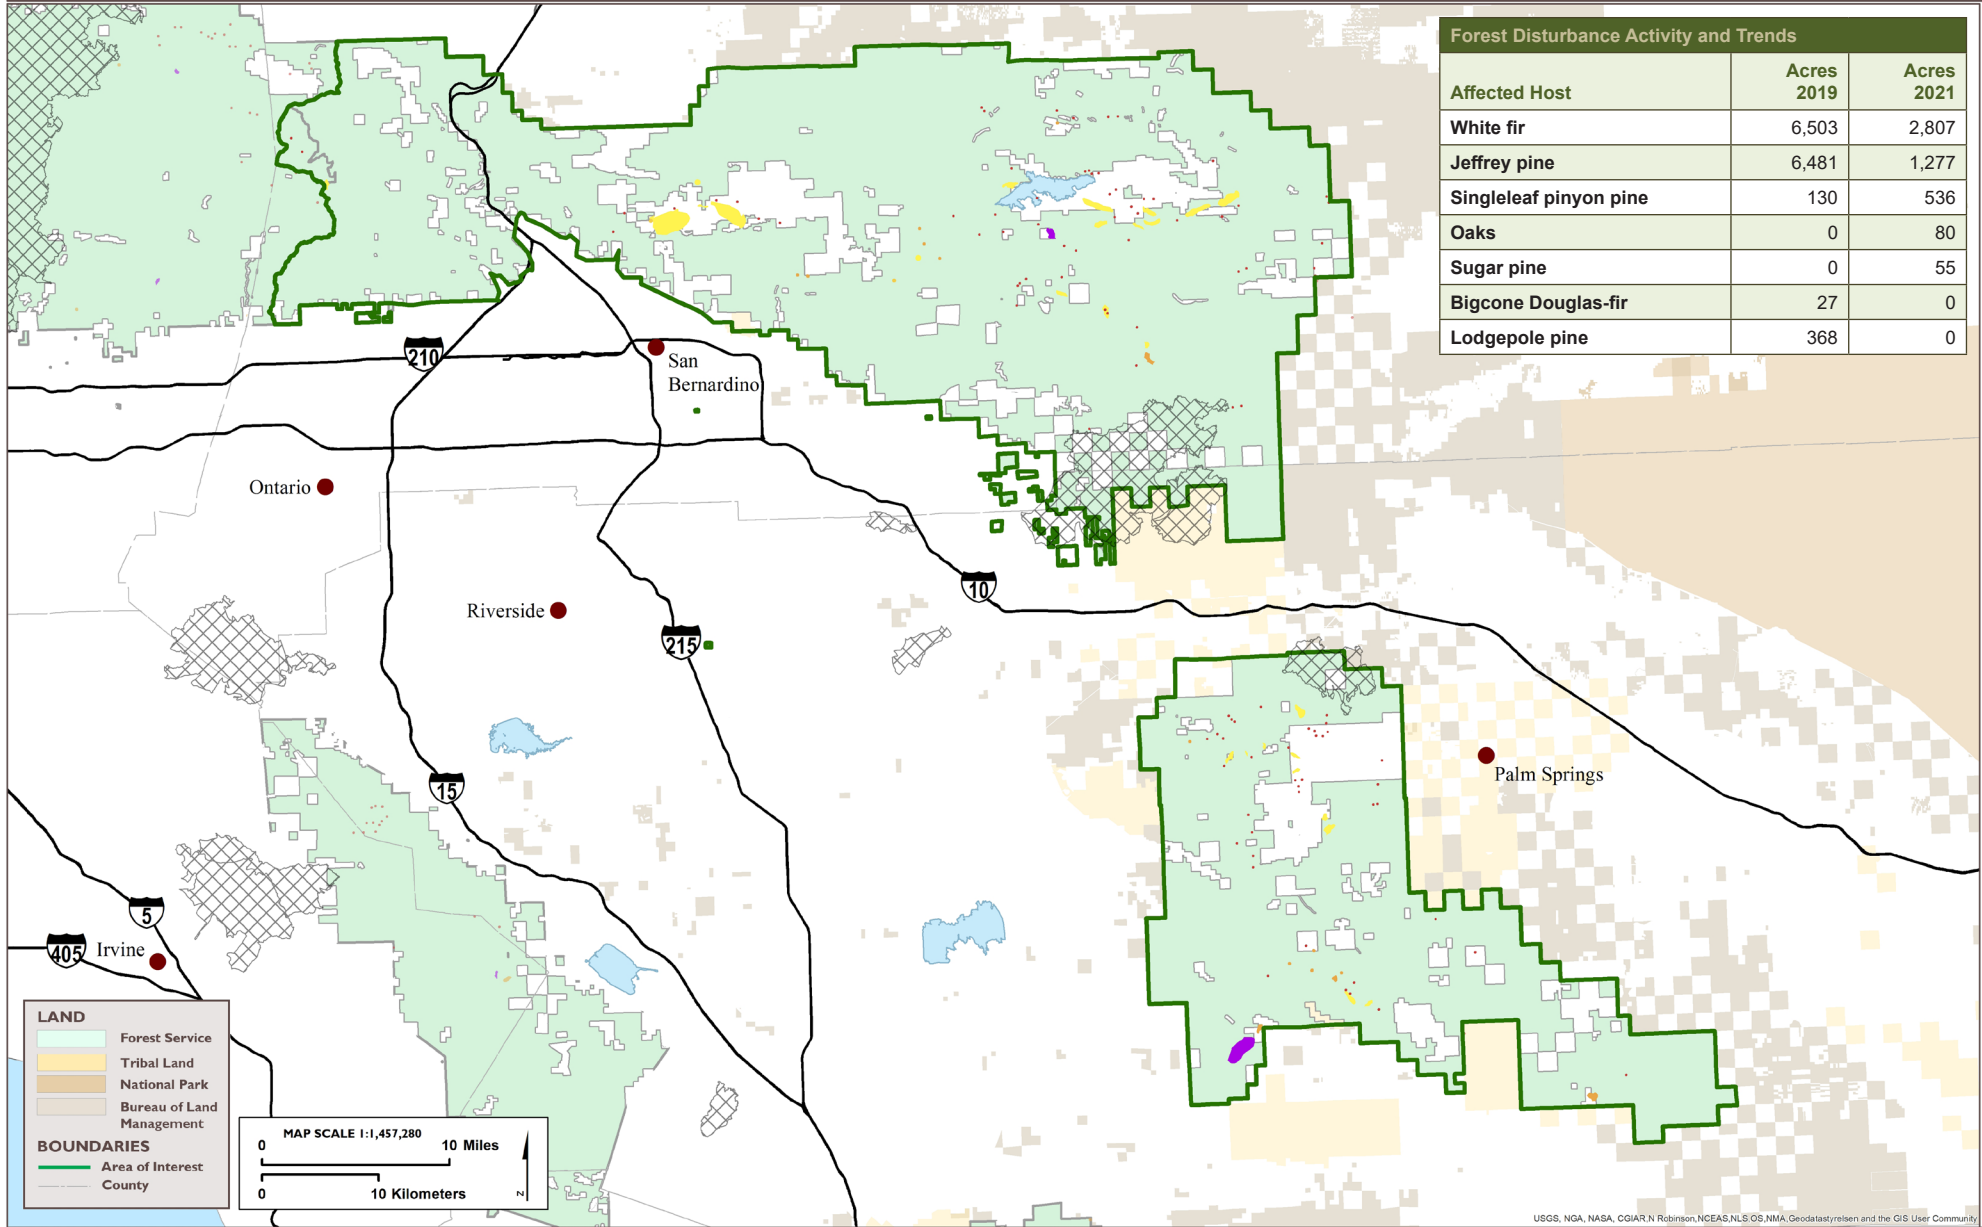 Forest Disturbance Activity and Trends
Affected Host Acres 2019 Acres 2021
White fir 6,503 2,807
Jeffrey pine 6,481 1,277
Singleleaf pinyon pine 130 536
Oaks 0 80
Sugar pine 0 55
Bigcone Douglas-fir 27 0
Lodgepole pine 368 0
210
San
Bernardino
Ontario
10
Riverside
215
Palm Springs
15
5
405
Irvine
LAND
Forest Service
Tribal Land
National Park
Bureau of Land
Management
BOUNDARIES
Area of Interest
County
MAP SCALE 1:1,457,280
0 10 Miles
0 10 Kilometers
N
USGS, NGA, NASA, CGIAR,N Robinson,NCEAS,NLS,OS,NMA,Geodatastyrelsen and the GIS User Community